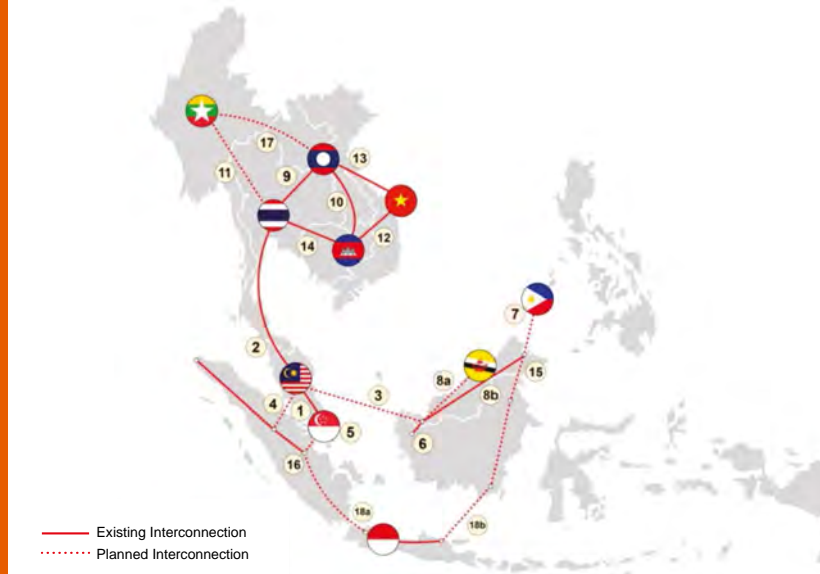 17
13
11
9
10
12
14
7
2
8a
3
15
8b
4
1
5
6
16
18a
18b
Existing Interconnection
Planned Interconnection